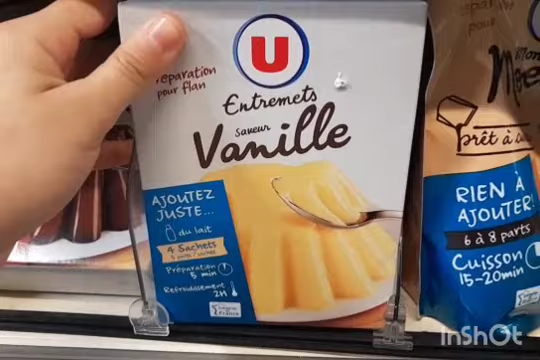 U
Préparation
pour flan
Entremets
saveur
Vanille
AJOUTEZ
JUSTE...
du lait
4 Sachets
Préparation
5 min
Refroidissement
2H
pour
prêt à
RIEN À
AJOUTER!
6 à 8 parts
Cuisson
15-20min
InShOt